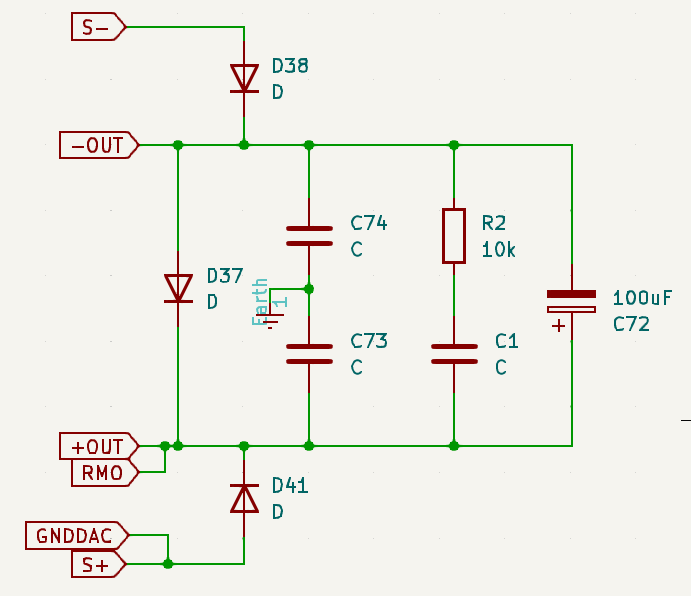 S-
D38
D
-OUT
C74
C
R2
10k
D37
D
Earth
1
100uF
C72
C73
C
C1
C
+OUT
RMO
D41
D
GNDDAC
S+